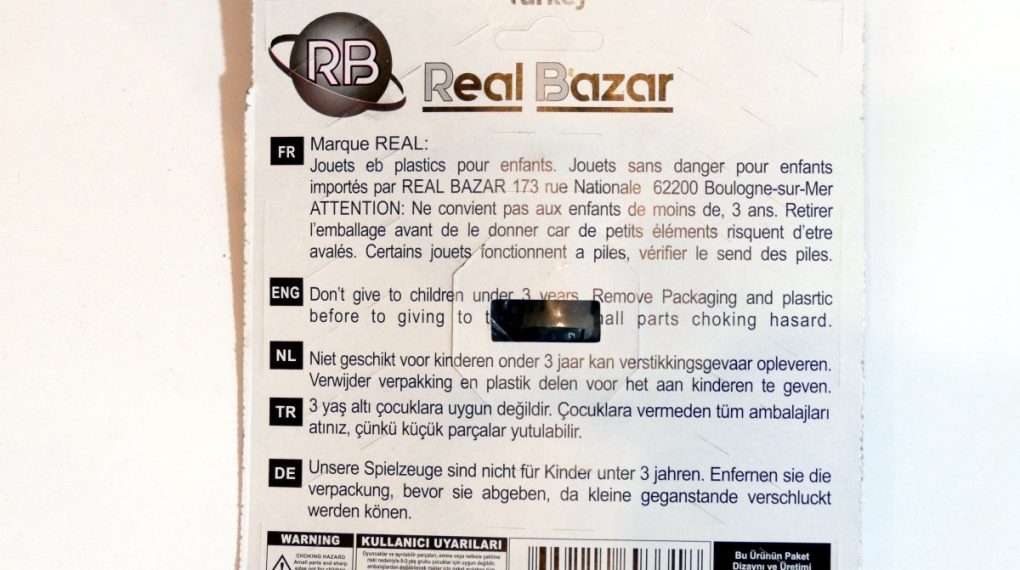 Turkey
RB
Real Bazar
FR
Marque REAL:
Jouets eb plastics pour enfants. Jouets sans danger pour enfants
importés par REAL BAZAR 173 rue Nationale 62200 Boulogne-sur-Mer
ATTENTION: Ne convient pas aux enfants de moins de, 3 ans. Retirer
l'emballage avant de le donner car de petits éléments risquent d'etre
avalés. Certains jouets fonctionnent a piles, vérifier le send des piles.
ENG
Don't give to children under 3 years. Remove Packaging and plasrtic
before to giving to parts choking hasard.
NL
Niet geschikt voor kinderen onder 3 jaar kan verstikkingsgevaar opleveren.
Verwijder verpakking en plastik delen voor het aan kinderen te geven.
TR
3 yaş altı çocuklara uygun değildir. Çocuklara vermeden tüm ambalajları
atınız, çünkü küçük parçalar yutulabilir.
DE
Unsere Spielzeuge sind nicht für Kinder unter 3 jahren. Enfernen sie die
verpackung, bevor sie abgeben, da kleine geganstande verschluckt
werden könen.
WARNING
CHOKING HAZARD
KULLANICI UYARILARI
Bu Ürünün Paket
Dizaynı ve Üretimi